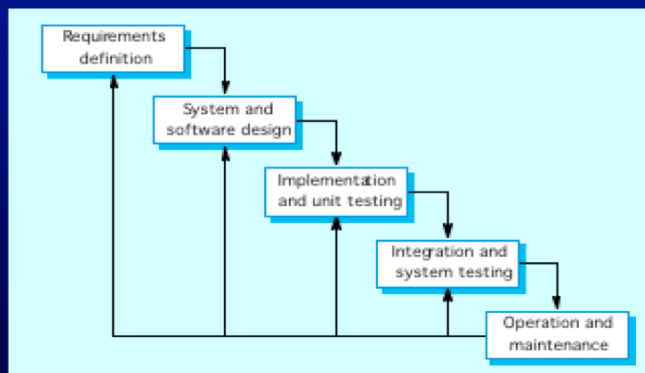 Requirements
definition
System and
software design
Implementation
and unit testing
Integration and
system testing
Operation and
maintenance